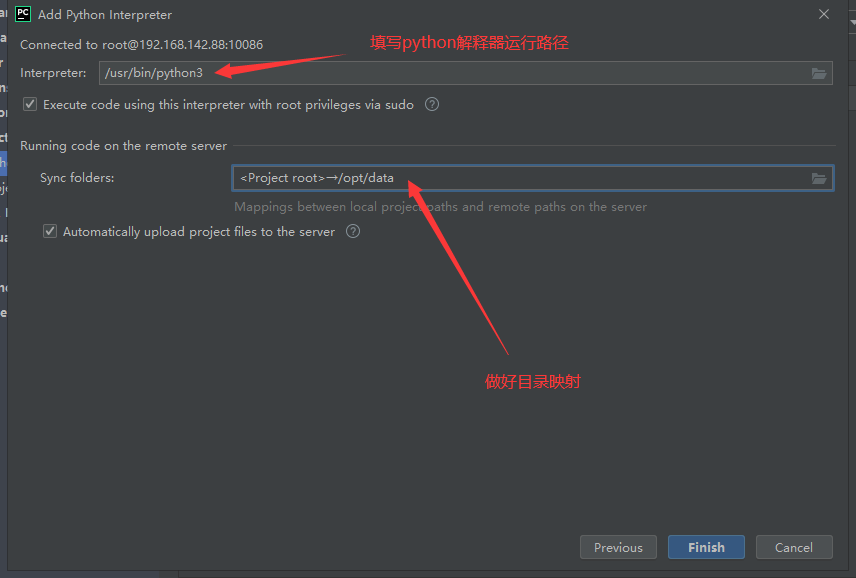 Add Python Interpreter
Connected to root@192.168.142.88:10086
填写python解释器运行路径
Interpreter: /usr/bin/python3
Execute code using this interpreter with root privileges via sudo ?
Running code on the remote server
Sync folders: <Project root>→/opt/data
Mappings between local project paths and remote paths on the server
Automatically upload project files to the server ?
做好目录映射
Previous Finish Cancel